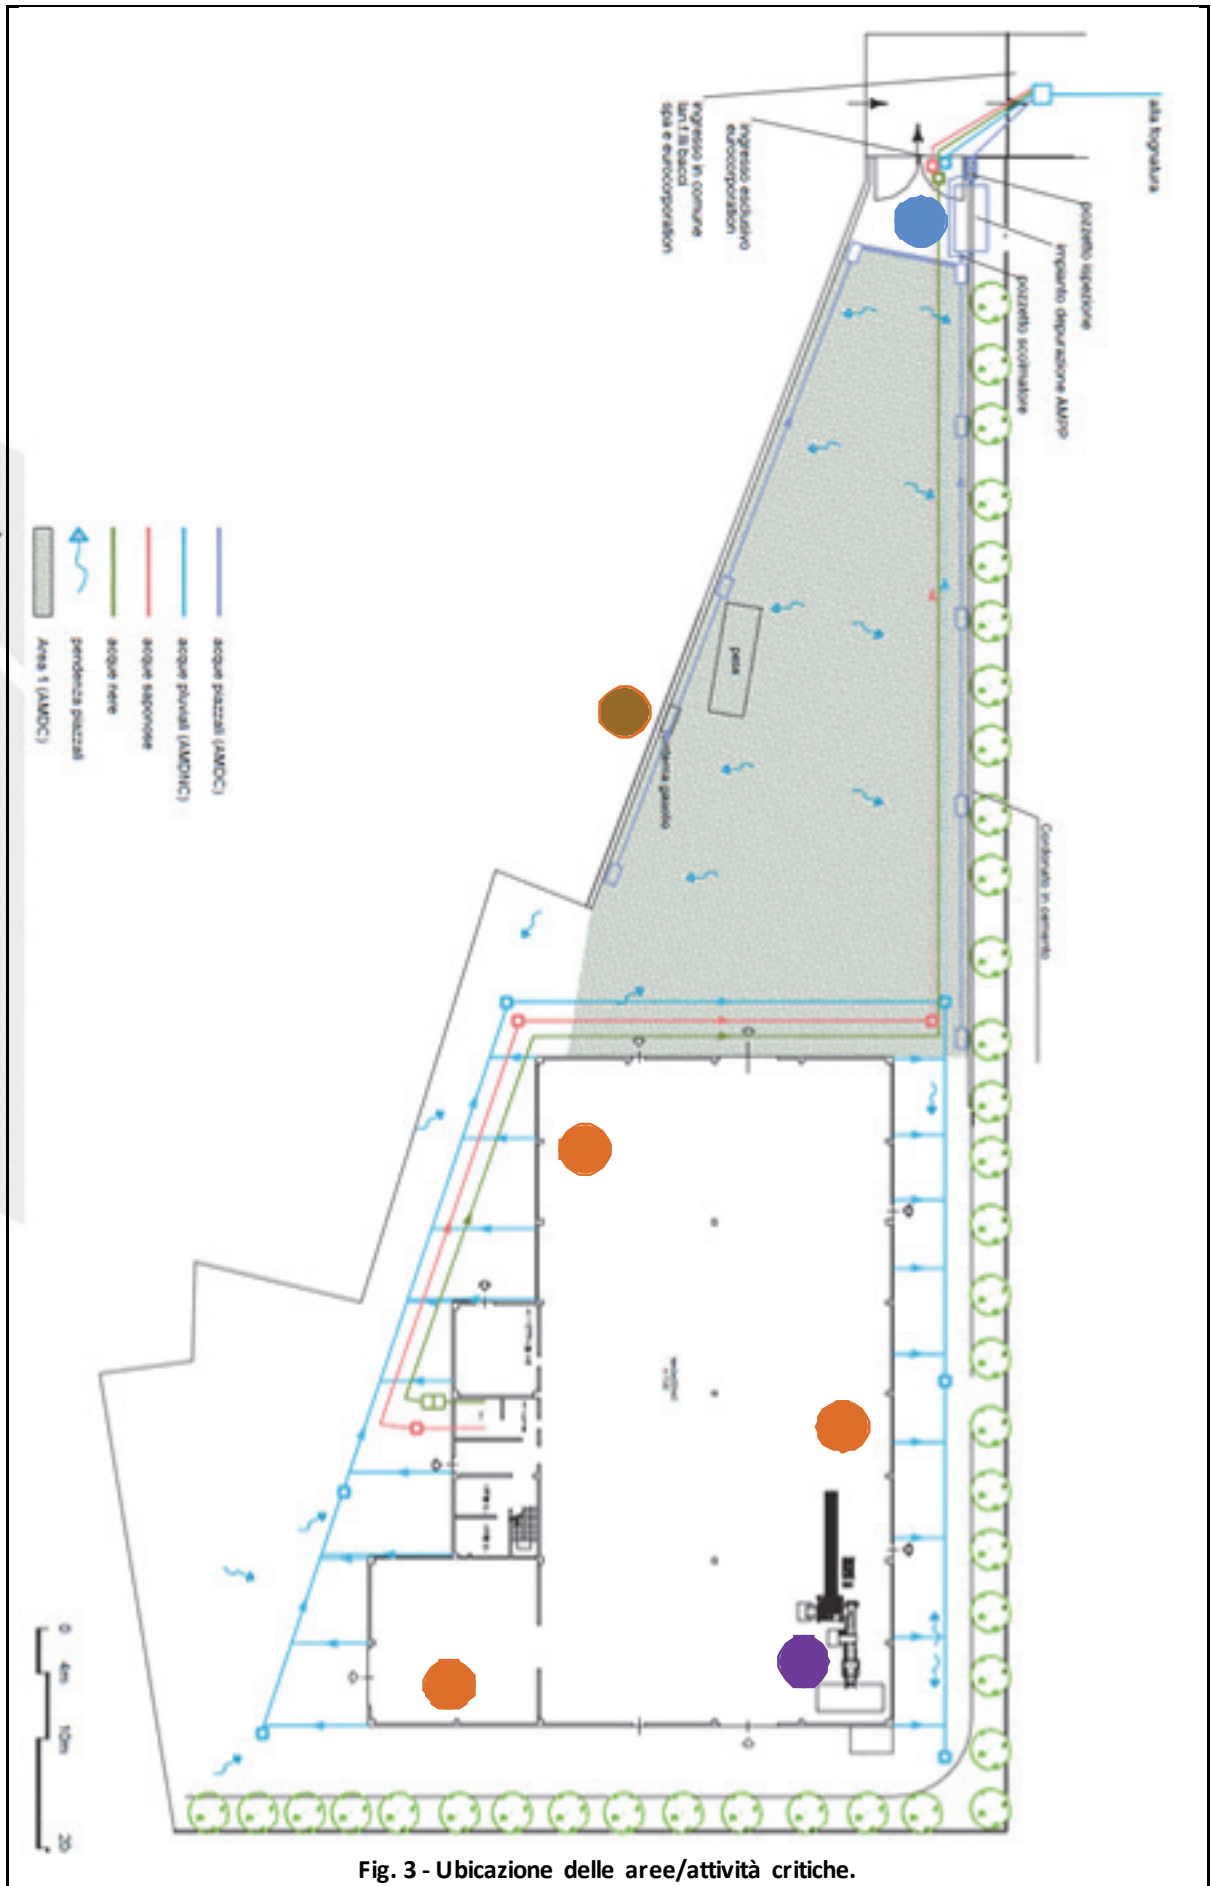 alla fognatura
pozzetto ispezione
impianto depurazione AMPP
pozzetto scolmatore
ingresso esclusivo
eurocorporation
ingresso in comune
lan.f.lli bacci
spa e eurocorporation
pesa
gasolio
Cordonato in cemento
acque piazzali (AMDC)
acque pluviali (AMDNC)
acque saponose
acque nere
pendenza piazzali
Area 1 (AMDC)
0
4m
10m
20
Fig. 3 - Ubicazione delle aree/attività critiche.